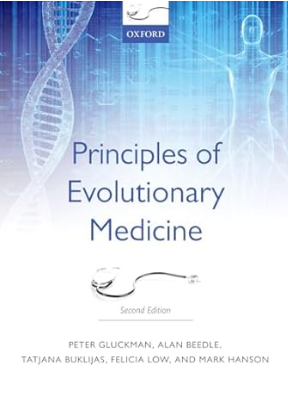 OXFORD
Principles of
Evolutionary
Medicine
Second Edition
PETER GLUCKMAN, ALAN BEEDLE,
TATJANA BUKLIJAS, FELICIA LOW, AND MARK HANSON